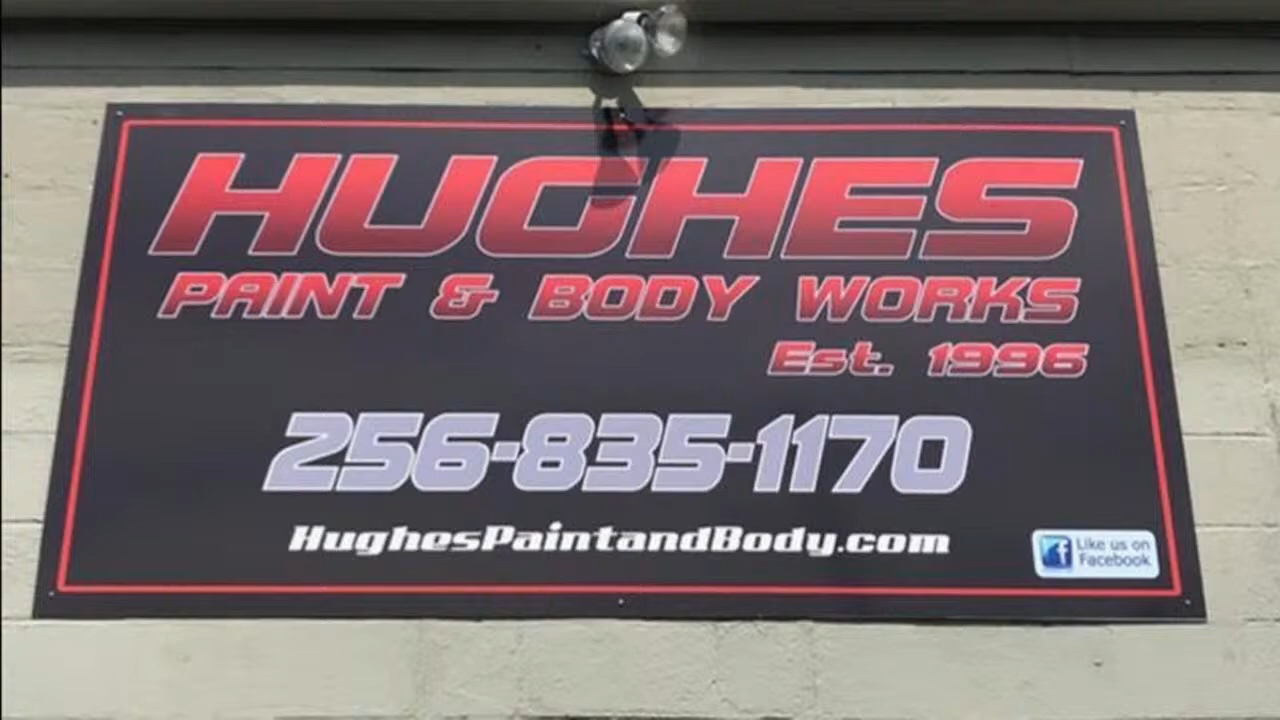 HUGHES
PAINT & BODY WORKS
Est. 1996
256-835-1170
HughesPaintandBody.com
f Like us on
Facebook